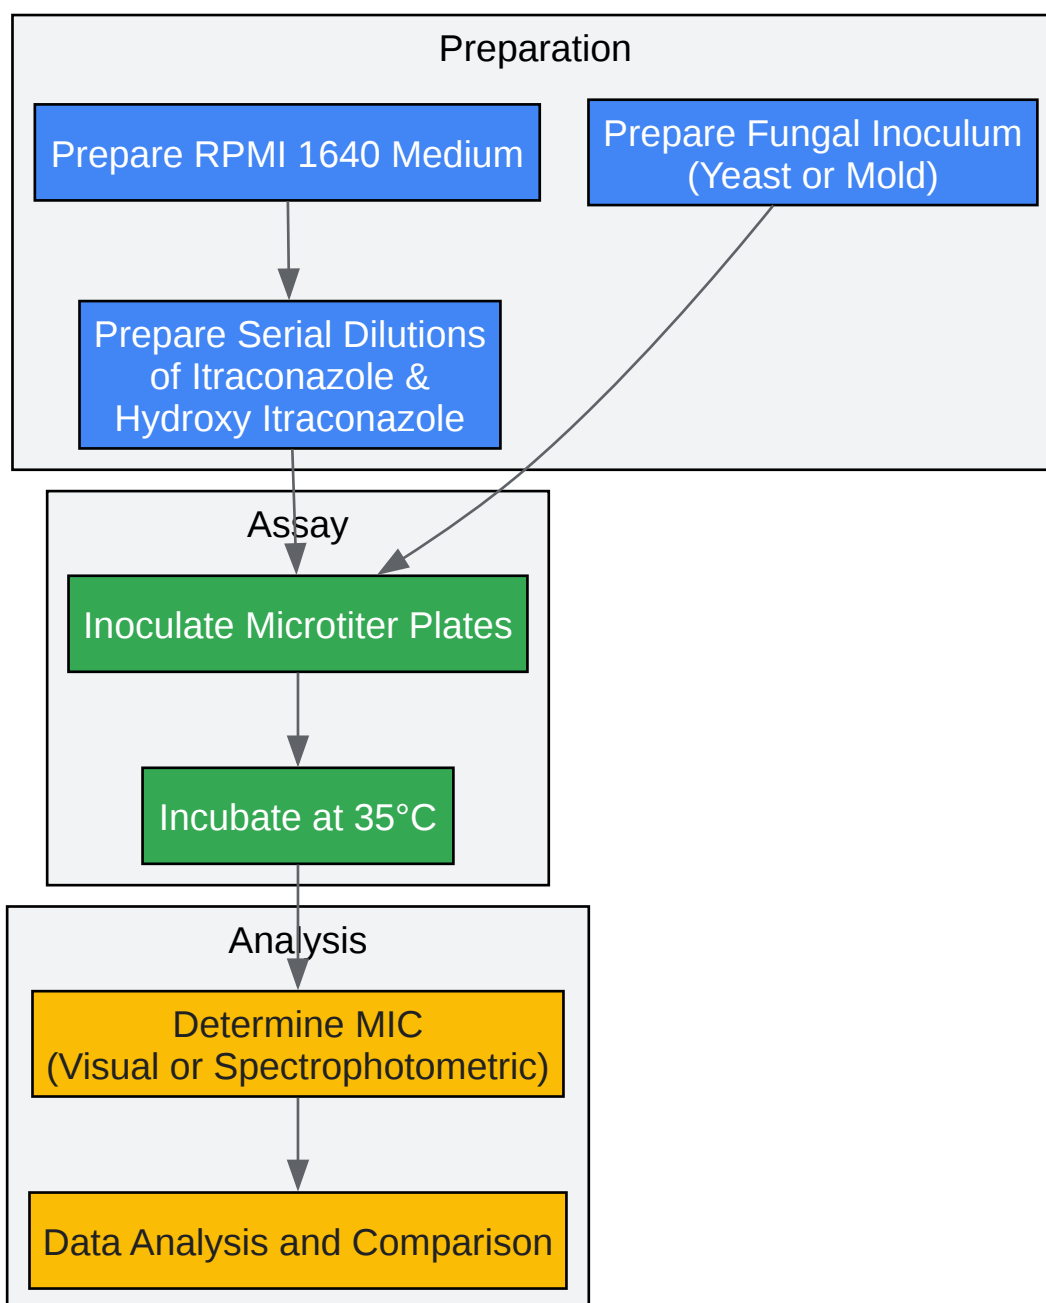 Preparation
Prepare RPMI 1640 Medium
Prepare Fungal Inoculum
(Yeast or Mold)
Prepare Serial Dilutions
of Itraconazole &
Hydroxy Itraconazole
Assay
Inoculate Microtiter Plates
Incubate at 35°C
Analysis
Determine MIC
(Visual or Spectrophotometric)
Data Analysis and Comparison